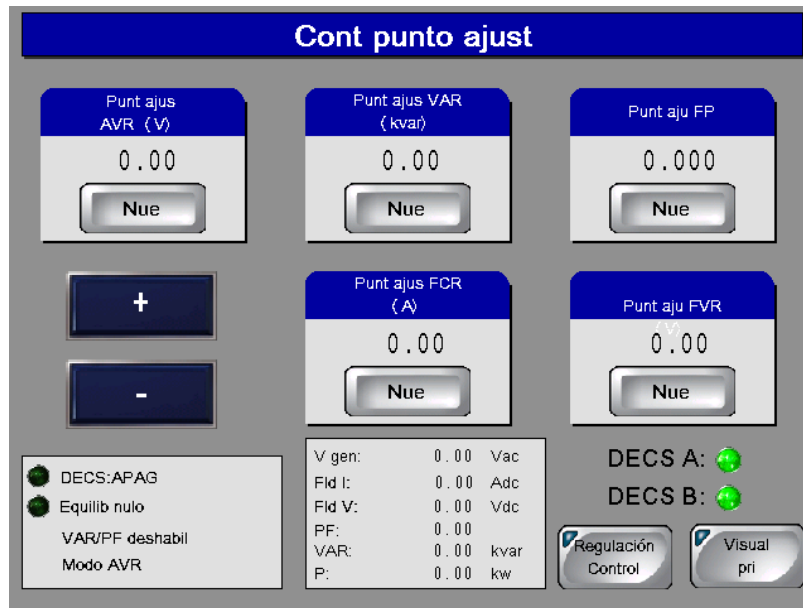 Cont punto ajust
Punt ajus
AVR (V)
0.00
Nue
Punt ajus VAR
(kvar)
0.00
Nue
Punt aju FP
0.000
Nue
+
-
Punt ajus FCR
(A)
0.00
Nue
Punt aju FVR
(V)
0.00
Nue
DECS:APAG
Equilib nulo
VAR/PF deshabil
Modo AVR
V gen: 0.00 Vac
Fld I: 0.00 Adc
Fld V: 0.00 Vdc
PF: 0.00
VAR: 0.00 kvar
P: 0.00 kw
DECS A:
DECS B:
Regulación
Control
Visual
pri